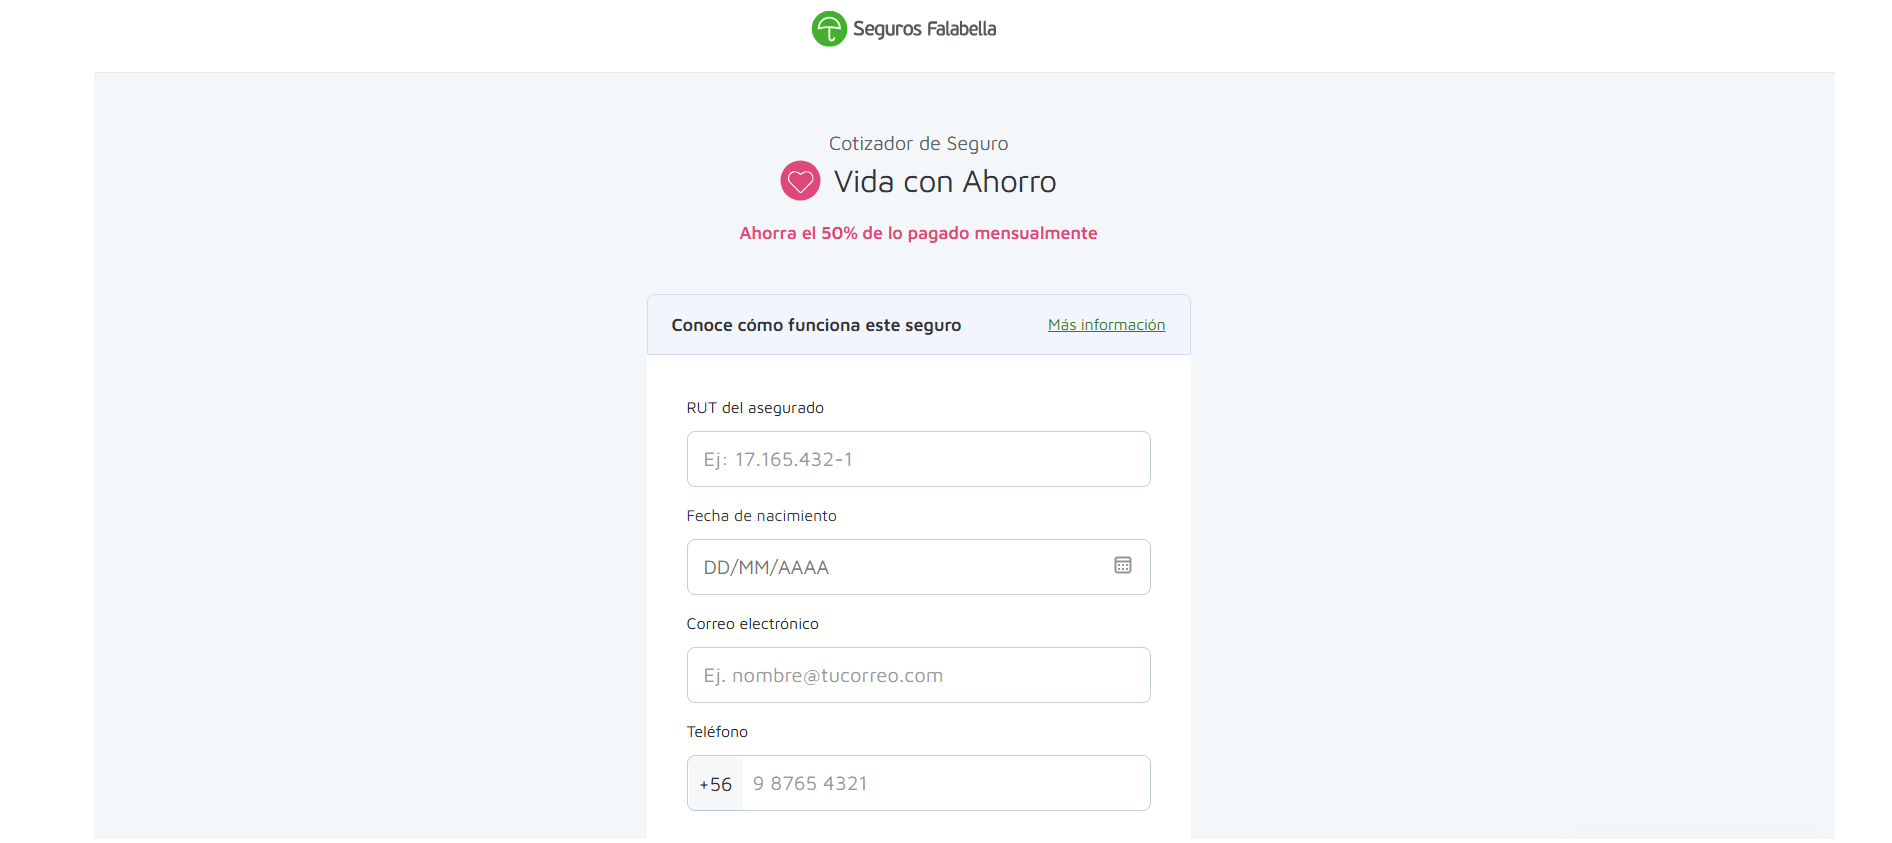 Seguros Falabella
Cotizador de Seguro
Vida con Ahorro
Ahorra el 50% de lo pagado mensualmente
Conoce cómo funciona este seguro Más información
RUT del asegurado
Ej: 17.165.432-1
Fecha de nacimiento
DD/MM/AAAA
Correo electrónico
Ej. nombre@tucorreo.com
Teléfono
+56 9 8765 4321